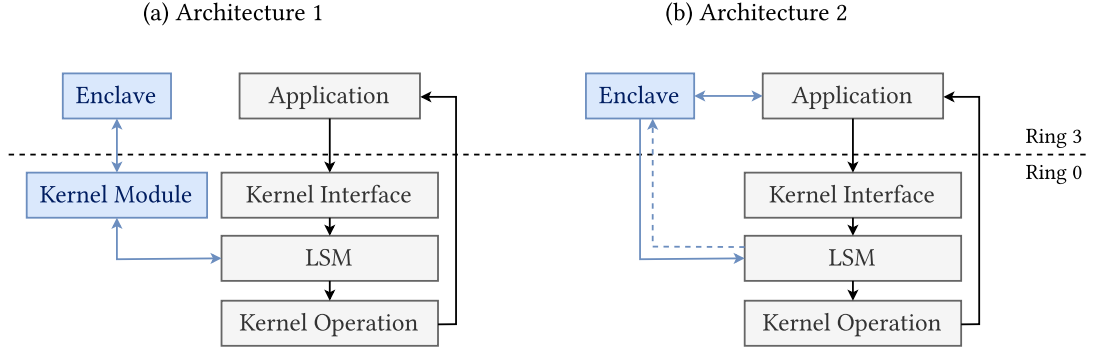 (a) Architecture 1
(b) Architecture 2
Enclave
Application
Enclave
Application
Ring 3
Ring 0
Kernel Module
Kernel Interface
Kernel Interface
LSM
LSM
Kernel Operation
Kernel Operation